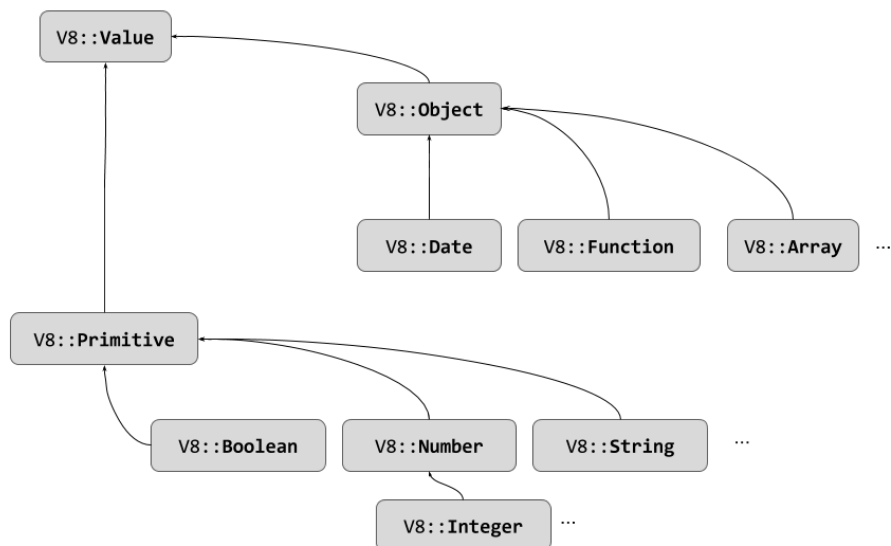 V8::Value
V8::Object
V8::Date
V8::Function
V8::Array
...
V8::Primitive
V8::Boolean
V8::Number
V8::String
...
V8::Integer
...